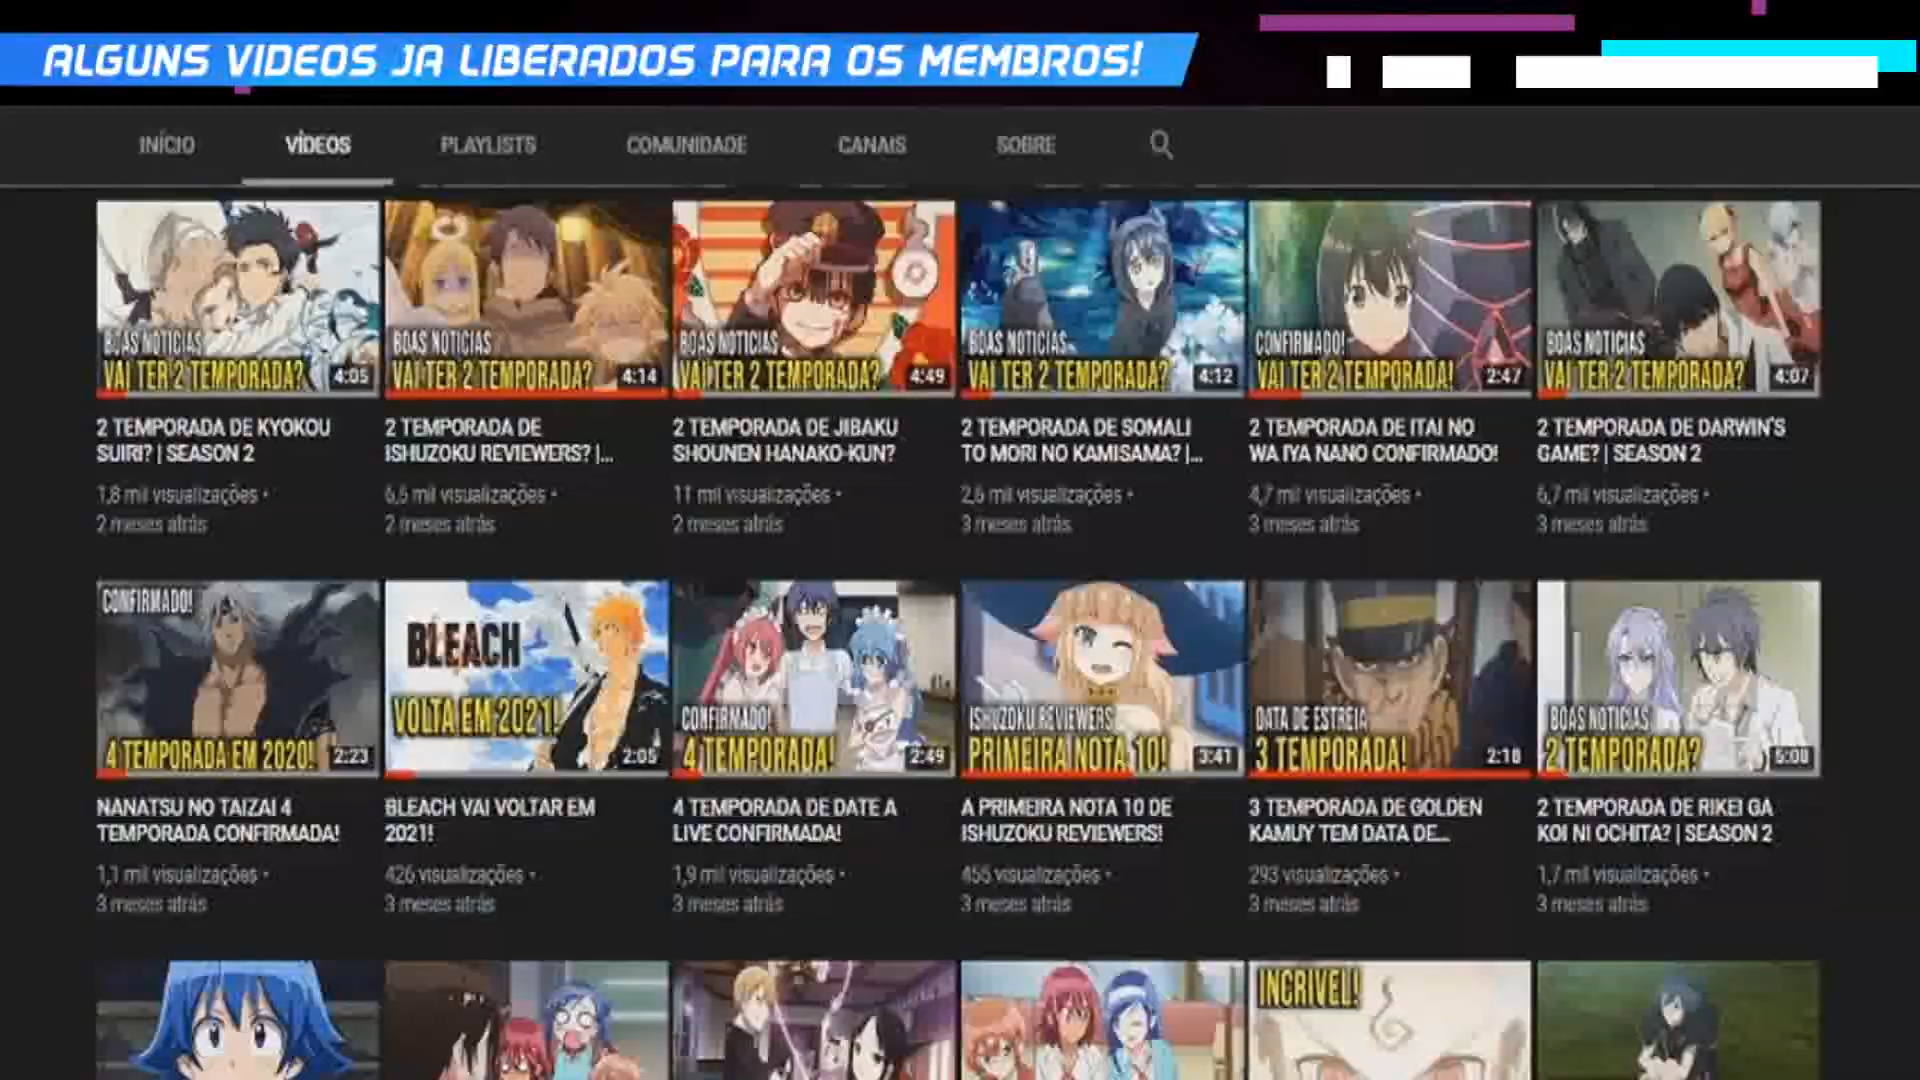 ALGUNS VIDEOS JA LIBERADOS PARA OS MEMBROS!
INÍCIO VÍDEOS PLAYLISTS COMUNIDADE CANAIS SOBRE
BOAS NOTICIAS
VAI TER 2 TEMPORADA?
4:05
BOAS NOTICIAS
VAI TER 2 TEMPORADA?
4:14
BOAS NOTICIAS
VAI TER 2 TEMPORADA?
4:49
BOAS NOTICIAS
VAI TER 2 TEMPORADA?
4:12
CONFIRMADO!
VAI TER 2 TEMPORADA!
2:47
BOAS NOTICIAS
VAI TER 2 TEMPORADA?
4:07
2 TEMPORADA DE KYOKOU
SUIRI? | SEASON 2
1,8 mil visualizações •
2 meses atrás
2 TEMPORADA DE
ISHUZOKU REVIEWERS? |...
6,6 mil visualizações •
2 meses atrás
2 TEMPORADA DE JIBAKU
SHOUNEN HANAKO-KUN?
11 mil visualizações •
2 meses atrás
2 TEMPORADA DE SOMALI
TO MORI NO KAMISAMA? |...
2,6 mil visualizações •
3 meses atrás
2 TEMPORADA DE ITAI NO
WA IYA NANO CONFIRMADO!
4,7 mil visualizações •
3 meses atrás
2 TEMPORADA DE DARWIN'S
GAME? | SEASON 2
6,7 mil visualizações •
3 meses atrás
CONFIRMADO!
4 TEMPORADA EM 2020!
2:23
BLEACH
VOLTA EM 2021!
2:05
CONFIRMADO!
4 TEMPORADA!
2:49
ISHUZOKU REVIEWERS
PRIMEIRA NOTA 10!
3:41
DATA DE ESTREIA
3 TEMPORADA!
2:18
BOAS NOTICIAS
2 TEMPORADA?
5:08
NANATSU NO TAIZAI 4
TEMPORADA CONFIRMADA!
1,1 mil visualizações •
3 meses atrás
BLEACH VAI VOLTAR EM
2021!
426 visualizações •
3 meses atrás
4 TEMPORADA DE DATE A
LIVE CONFIRMADA!
1,9 mil visualizações •
3 meses atrás
A PRIMEIRA NOTA 10 DE
ISHUZOKU REVIEWERS!
455 visualizações •
3 meses atrás
3 TEMPORADA DE GOLDEN
KAMUY TEM DATA DE...
293 visualizações •
3 meses atrás
2 TEMPORADA DE RIKEI GA
KOI NI OCHITA? | SEASON 2
1,7 mil visualizações •
3 meses atrás
INCRIVEL!